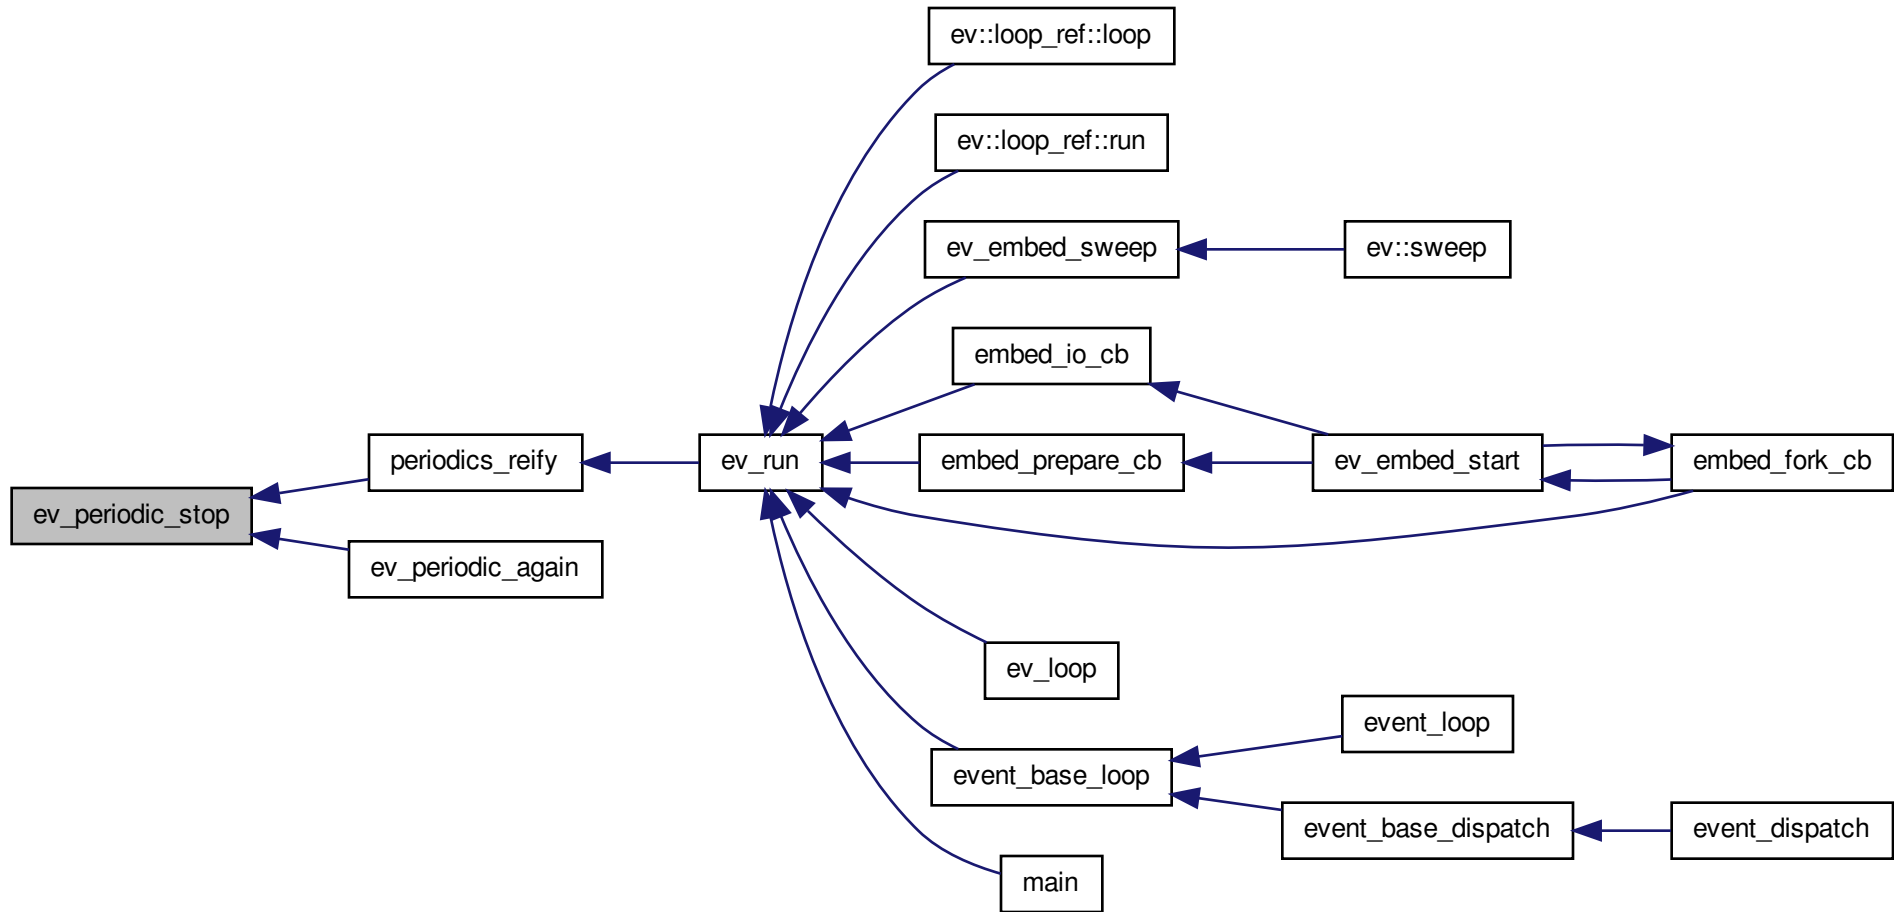 ev::loop_ref::loop
ev::loop_ref::run
ev_embed_sweep
ev::sweep
embed_io_cb
periodics_reify
ev_run
embed_prepare_cb
ev_embed_start
embed_fork_cb
ev_periodic_stop
ev_periodic_again
ev_loop
event_loop
event_base_loop
event_base_dispatch
event_dispatch
main